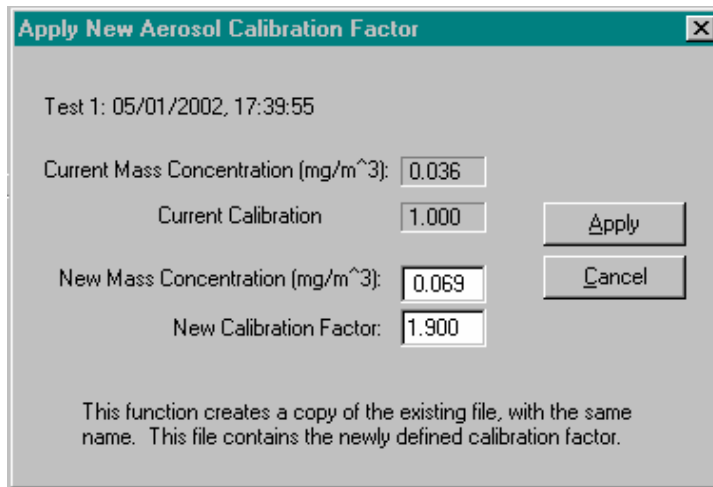 Apply New Aerosol Calibration Factor
Test 1: 05/01/2002, 17:39:55
Current Mass Concentration (mg/m^3): 0.036
Current Calibration 1.000
Apply
New Mass Concentration (mg/m^3): 0.069
Cancel
New Calibration Factor: 1.900
This function creates a copy of the existing file, with the same
name. This file contains the newly defined calibration factor.